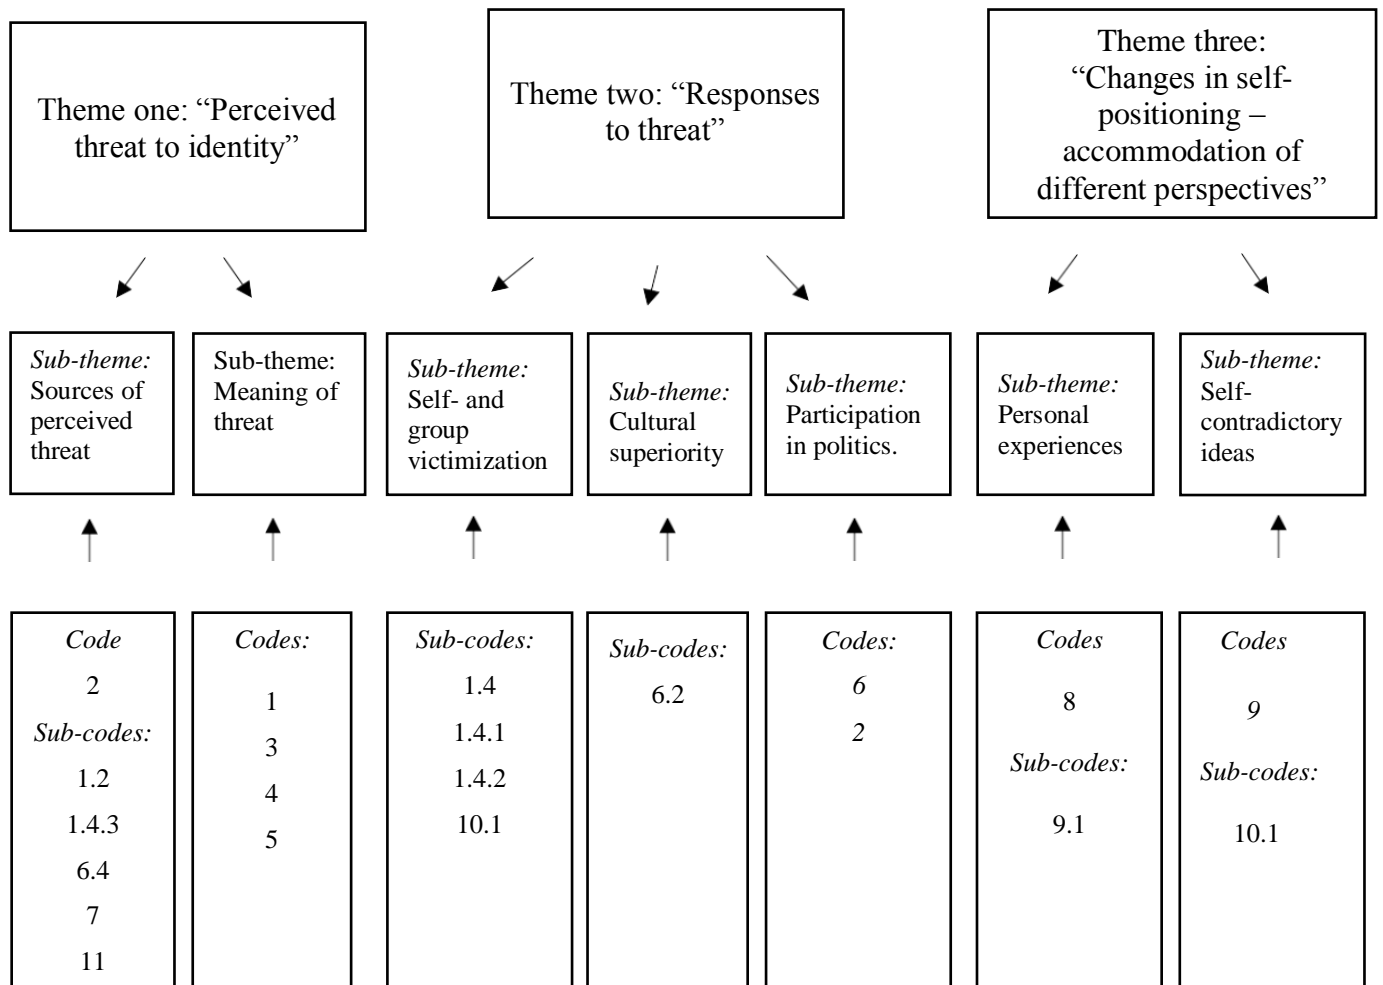 Theme one: “Perceived
threat to identity”
Theme two: “Responses
to threat”
Theme three:
“Changes in self-
positioning –
accommodation of
different perspectives”
Sub-theme:
Sources of
perceived
threat
Sub-theme:
Meaning of
threat
Sub-theme:
Self- and
group
victimization
Sub-theme:
Cultural
superiority
Sub-theme:
Participation
in politics.
Sub-theme:
Personal
experiences
Sub-theme:
Self-
contradictory
ideas
Code
2
Sub-codes:
1.2
1.4.3
6.4
7
11
Codes:
1
3
4
5
Sub-codes:
1.4
1.4.1
1.4.2
10.1
Sub-codes:
6.2
Codes:
6
2
Codes
8
Sub-codes:
9.1
Codes
9
Sub-codes:
10.1